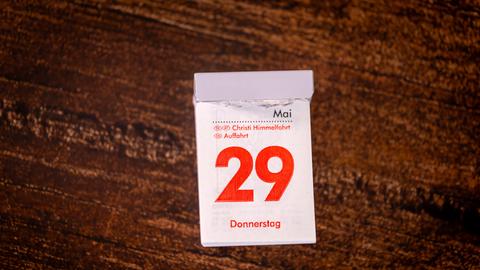 Mai
Christi Himmelfahrt
Auffahrt
29
Donnerstag